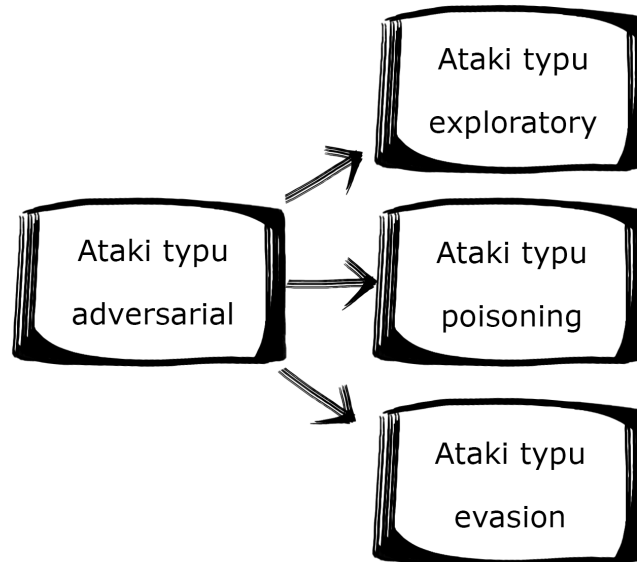 Ataki typu
adversarial
Ataki typu
exploratory
Ataki typu
poisoning
Ataki typu
evasion